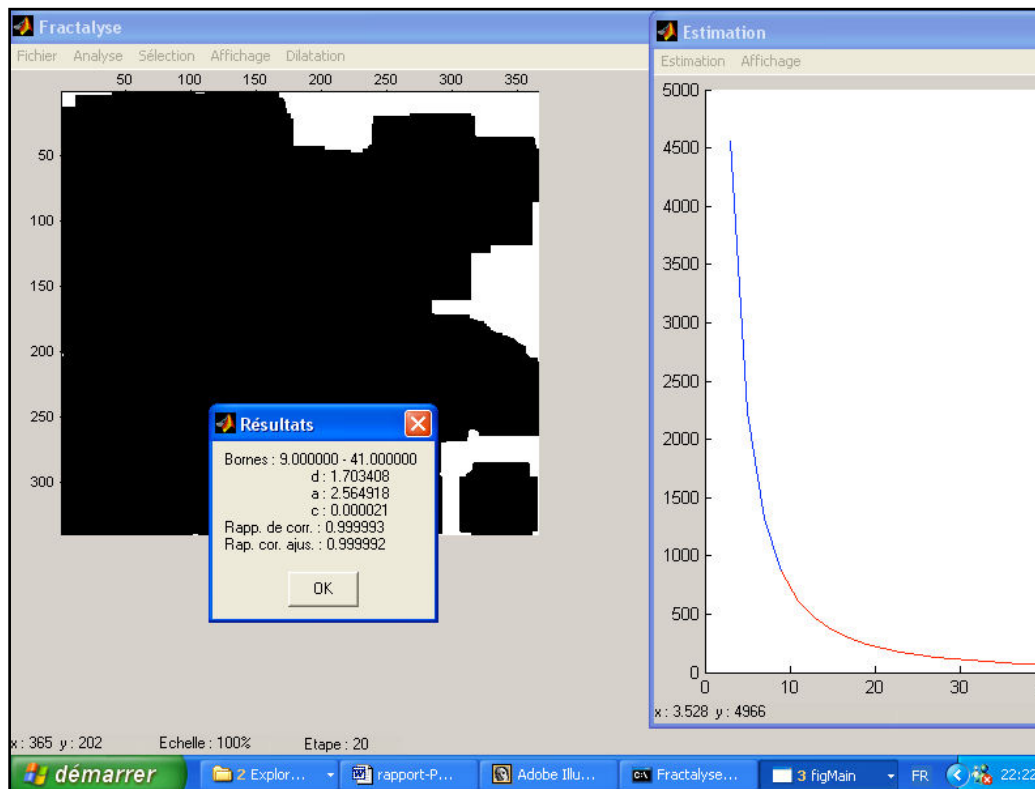 Fractalyse
Fichier Analyse Sélection Affichage Dilatation
50 100 150 200 250 300 350
50
100
150
200
250
300
Résultats
Bornes : 9.000000 - 41.000000
d : 1.703408
a : 2.564918
c : 0.000021
Rapp. de corr. : 0.999993
Rap. cor. ajus. : 0.999992
OK
x : 365 y : 202 Echelle : 100% Etape : 20
Estimation
Estimation Affichage
5000
4500
4000
3500
3000
2500
2000
1500
1000
500
0
0 10 20 30
x : 3.528 y : 4966
démarrer 2 Explor... rapport-P... Adobe Illu... Fractalyse... 3 figMain FR 22:22